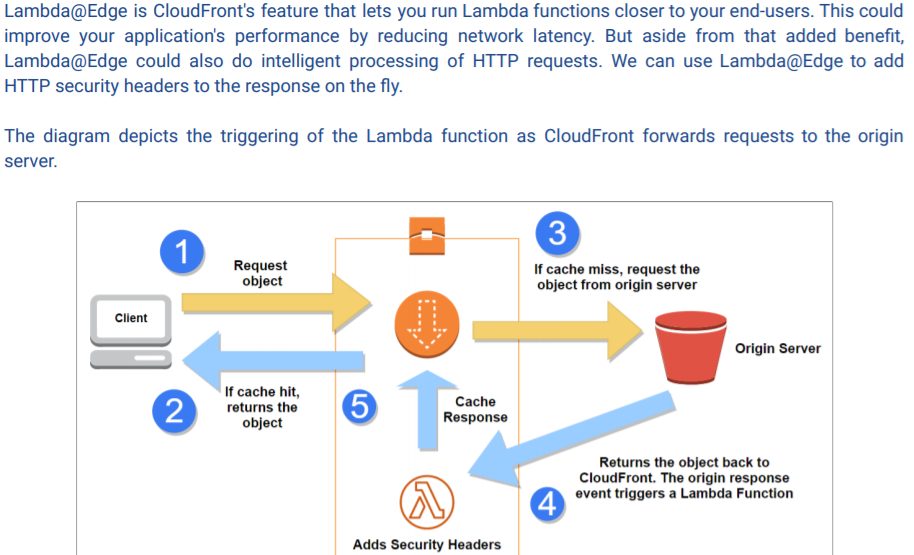 Lambda@Edge is CloudFront's feature that lets you run Lambda functions closer to your end-users. This could
improve your application's performance by reducing network latency. But aside from that added benefit,
Lambda@Edge could also do intelligent processing of HTTP requests. We can use Lambda@Edge to add
HTTP security headers to the response on the fly.
The diagram depicts the triggering of the Lambda function as CloudFront forwards requests to the origin
server.
1
Request
object
3
If cache miss, request the
object from origin server
Client
Origin Server
2
If cache hit,
returns the
object
5
Cache
Response
4
Returns the object back to
CloudFront. The origin response
event triggers a Lambda Function
Adds Security Headers